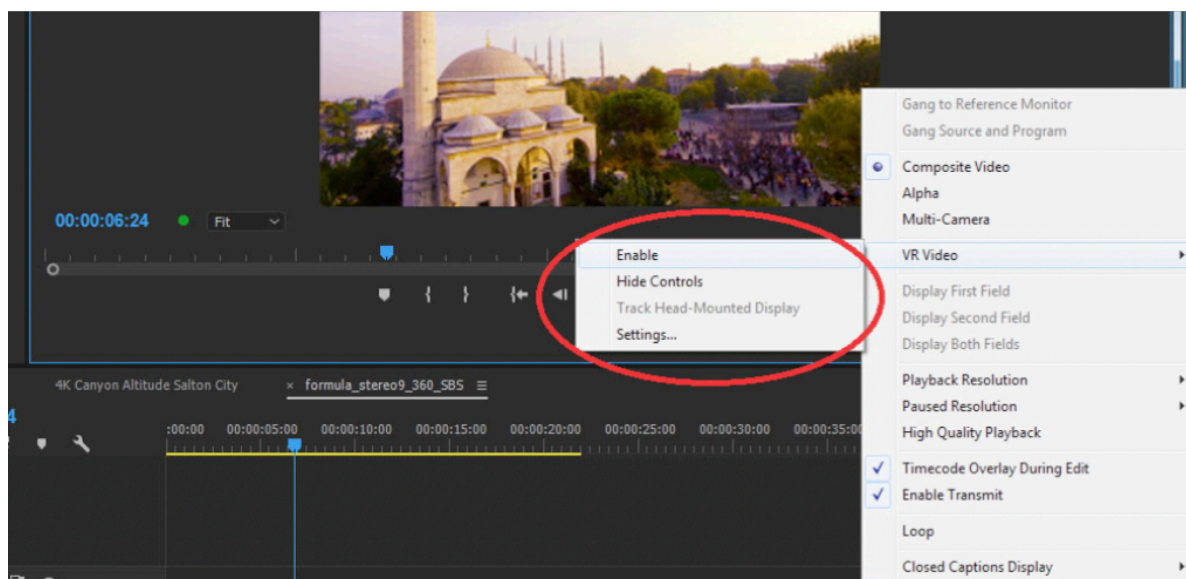 Gang to Reference Monitor
Gang Source and Program
Composite Video
Alpha
Multi-Camera
00:00:06:24
Fit
Enable
VR Video
Hide Controls
Track Head-Mounted Display
Settings...
Display First Field
Display Second Field
Display Both Fields
4K Canyon Altitude Salton City
× formula_stereo9_360_SBS
Playback Resolution
Paused Resolution
High Quality Playback
4
:00:00 00:00:05:00 00:00:10:00 00:00:15:00 00:00:20:00 00:00:25:00 00:00:30:00 00:00:35:00
Timecode Overlay During Edit
Enable Transmit
Loop
Closed Captions Display